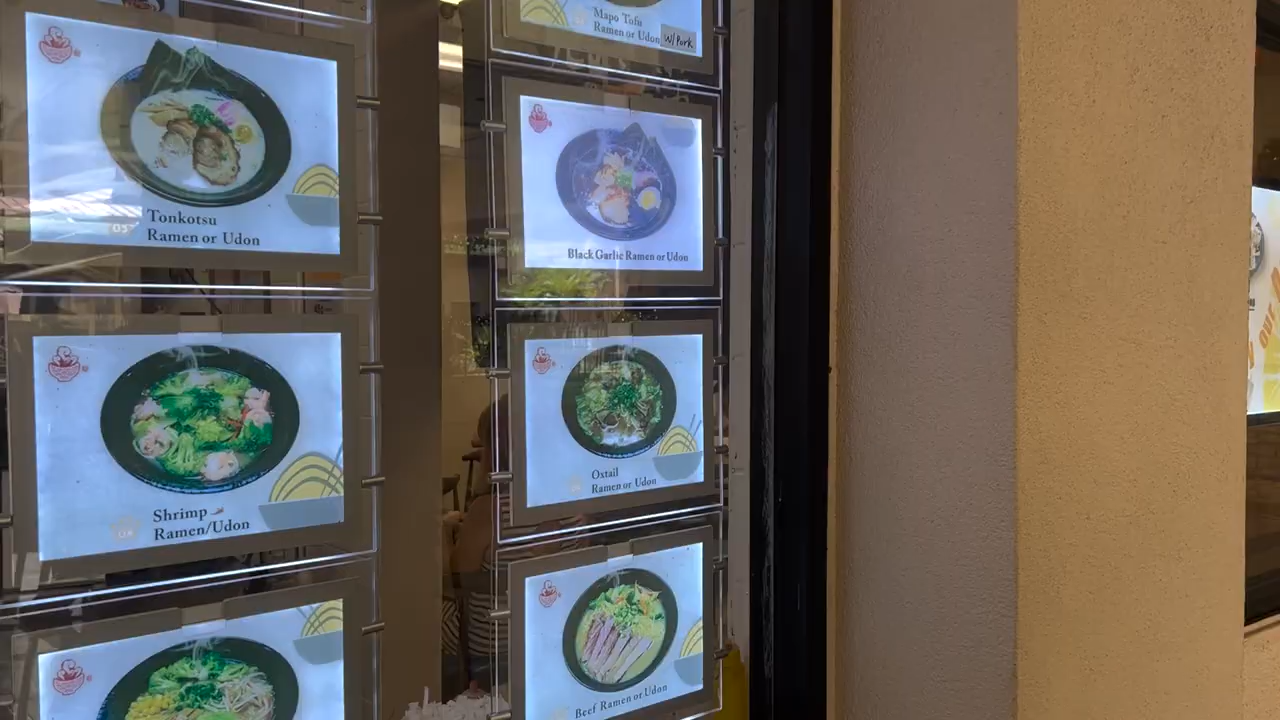 Tonkotsu
Ramen or Udon
Shrimp
Ramen/Udon
Mapo Tofu
Ramen or Udon
W/Pork
Black Garlic Ramen or Udon
Oxtail
Ramen or Udon
Beef Ramen or Udon